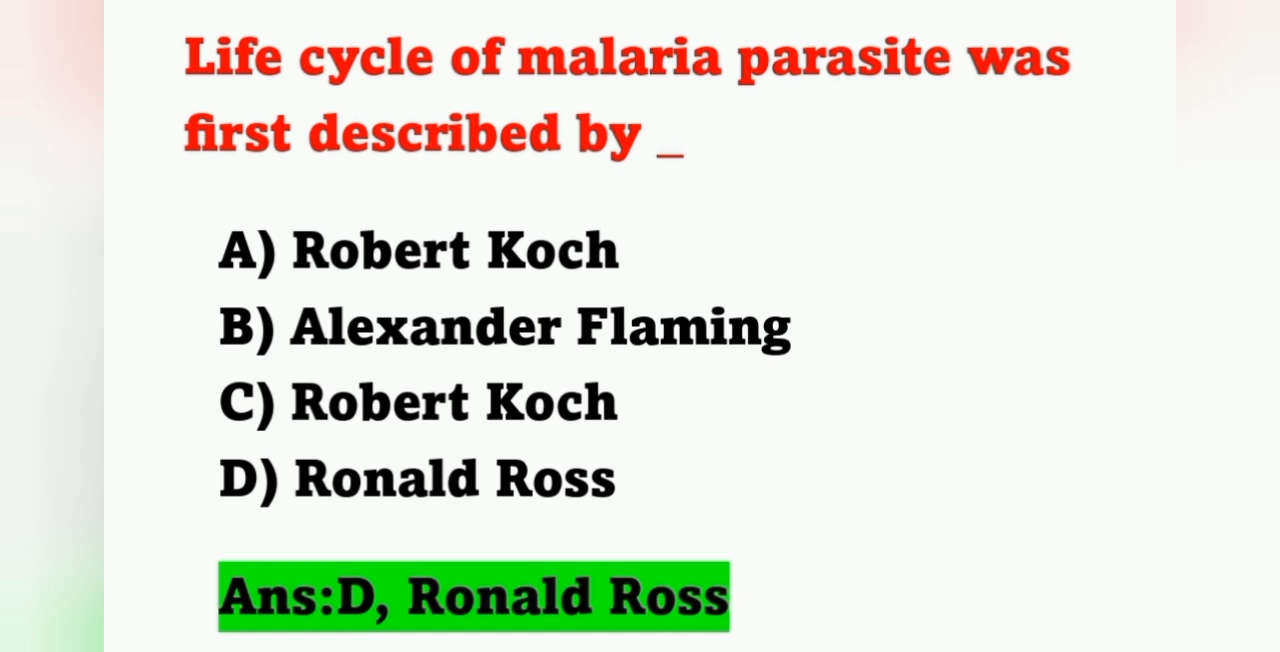 Life cycle of malaria parasite was
first described by _
A) Robert Koch
B) Alexander Flaming
C) Robert Koch
D) Ronald Ross
Ans:D, Ronald Ross